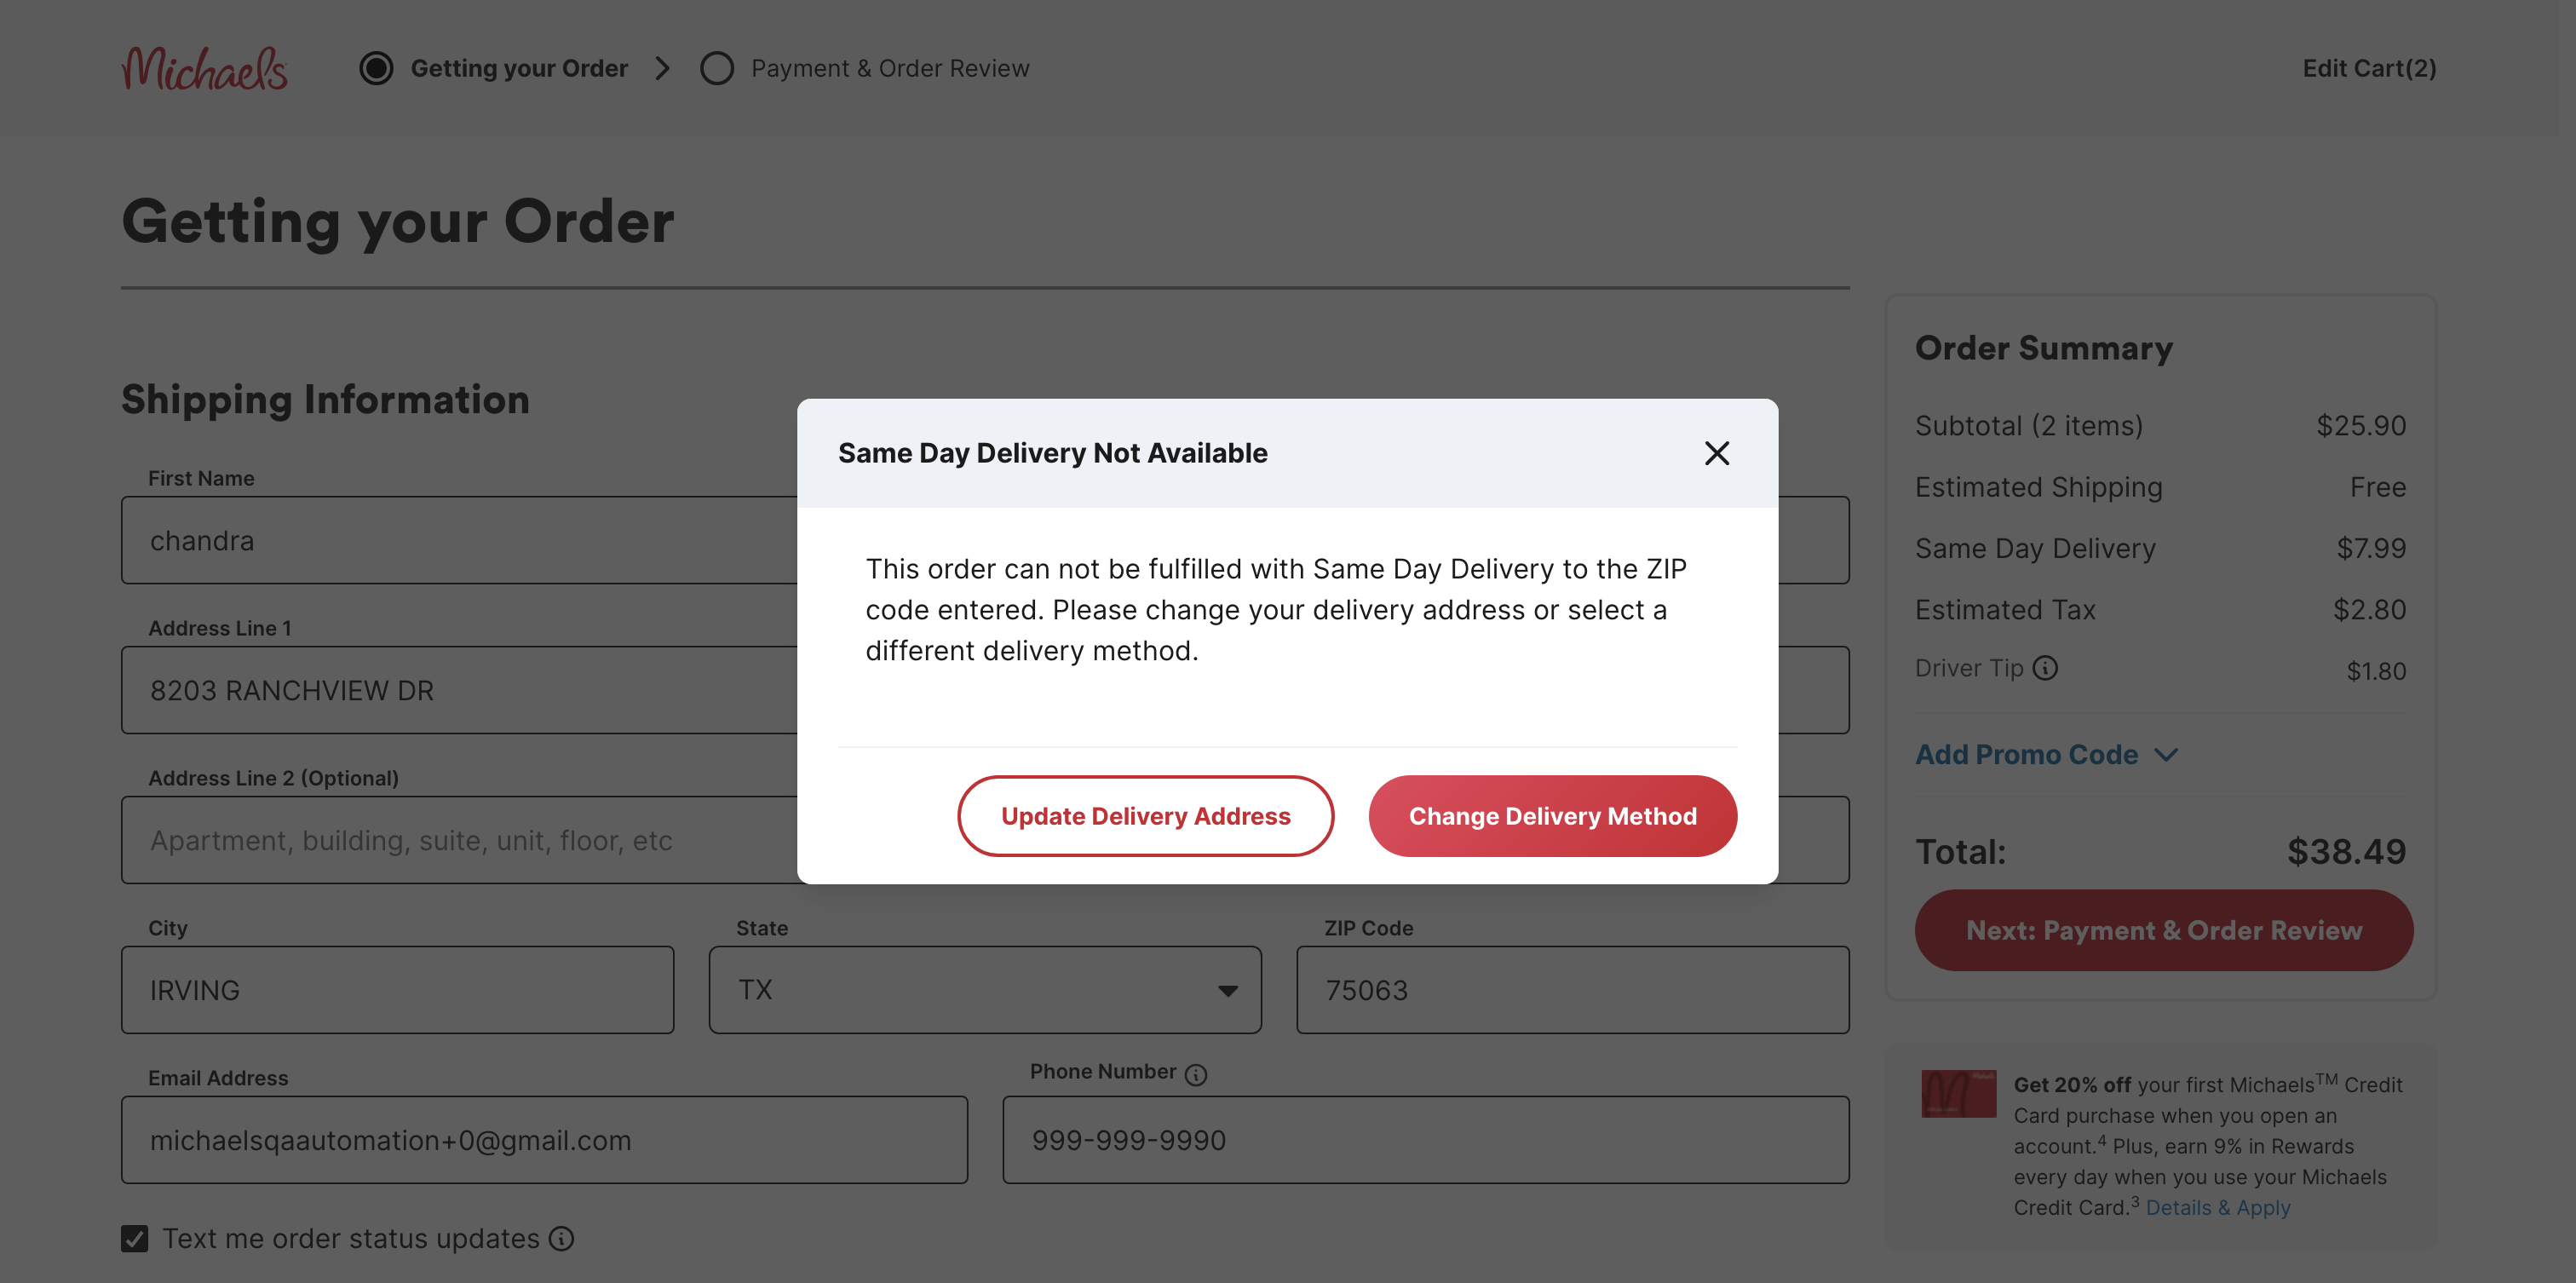 Michaels
Getting your Order
Payment & Order Review
Edit Cart(2)
Getting your Order
Shipping Information
First Name
chandra
Address Line 1
8203 RANCHVIEW DR
Address Line 2 (Optional)
Apartment, building, suite, unit, floor, etc
City
State
ZIP Code
IRVING
TX
75063
Email Address
Phone Number
michaelsqaautomation+0@gmail.com
999-999-9990
Text me order status updates
Same Day Delivery Not Available
This order can not be fulfilled with Same Day Delivery to the ZIP
code entered. Please change your delivery address or select a
different delivery method.
Update Delivery Address
Change Delivery Method
Order Summary
Subtotal (2 items) $25.90
Estimated Shipping Free
Same Day Delivery $7.99
Estimated Tax $2.80
Driver Tip $1.80
Add Promo Code
Total: $38.49
Next: Payment & Order Review
Get 20% off your first Michaels™ Credit
Card purchase when you open an
account.⁴ Plus, earn 9% in Rewards
every day when you use your Michaels
Credit Card.³ Details & Apply